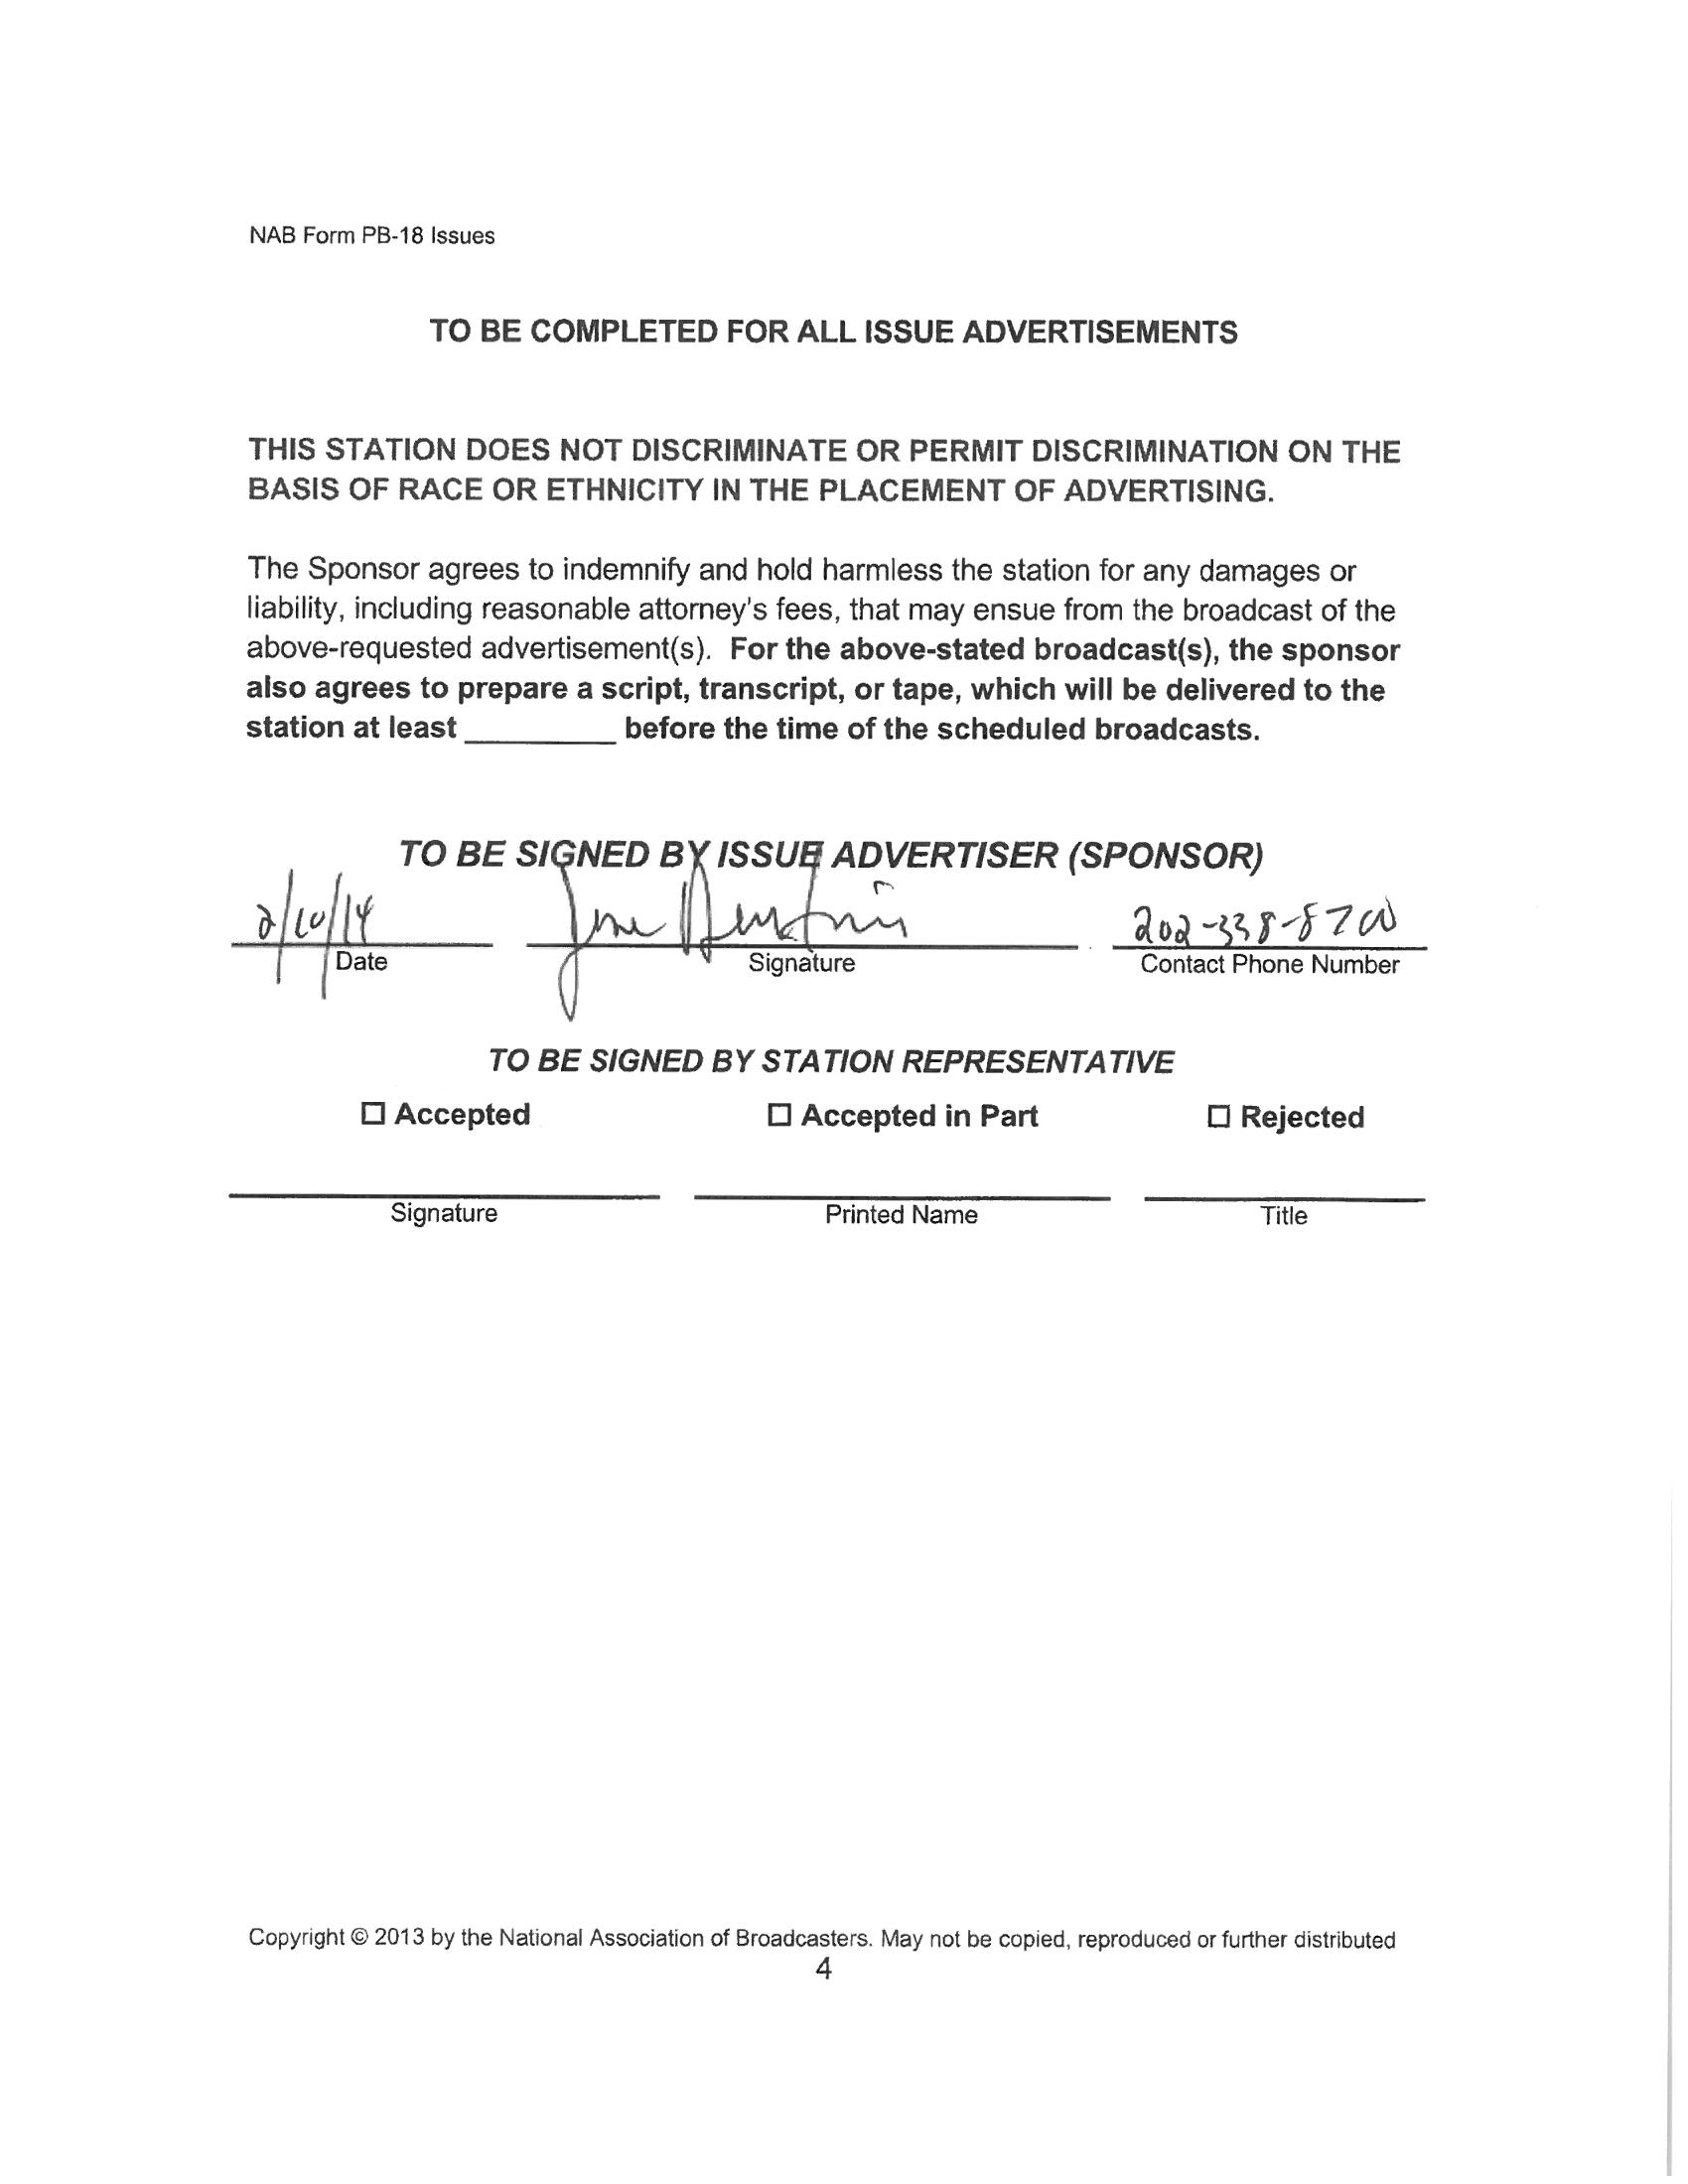 NAB Form PB-18 Issues
TO BE COMPLETED FOR ALL ISSUE ADVERTISEMENTS
THIS STATION DOES NOT DISCRIMINATE OR PERMIT DISCRIMINATION ON THE
BASIS OF RACE OR ETHNICITY IN THE PLACEMENT OF ADVERTISING.
The Sponsor agrees to indemnify and hold harmless the station for any damages or
liability, including reasonable attorney's fees, that may ensue from the broadcast of the
above-requested advertisement(s). For the above-stated broadcast(s), the sponsor
also agrees to prepare a script, transcript, or tape, which will be delivered to the
station at least _________ before the time of the scheduled broadcasts.
TO BE SIGNED BY ISSUE ADVERTISER (SPONSOR)
2/10/14 202-338-8700
Date Signature Contact Phone Number
TO BE SIGNED BY STATION REPRESENTATIVE
☐ Accepted ☐ Accepted in Part ☐ Rejected
Signature Printed Name Title
Copyright © 2013 by the National Association of Broadcasters. May not be copied, reproduced or further distributed
4